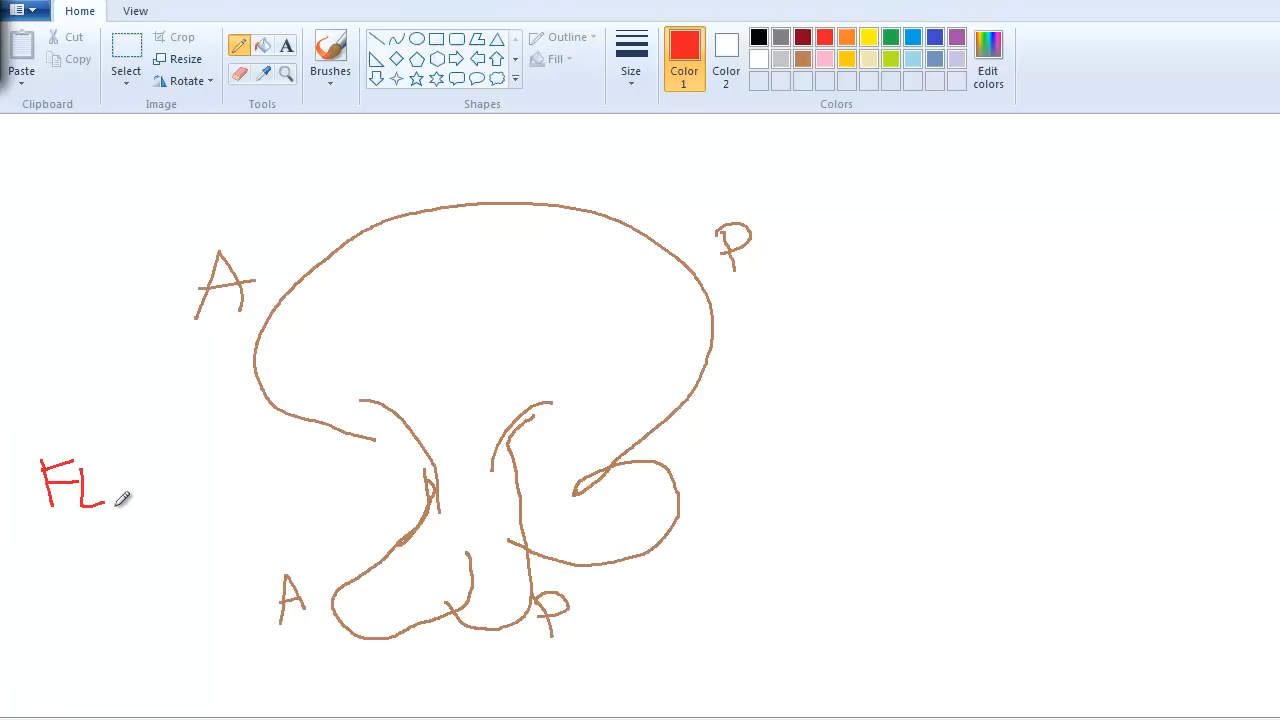 Home View
Cut Crop Outline
Copy Resize Fill
Paste Select Rotate Brushes Size Color 1 Color 2 Edit colors
Clipboard Image Tools Shapes Colors
P
A
FL
A P